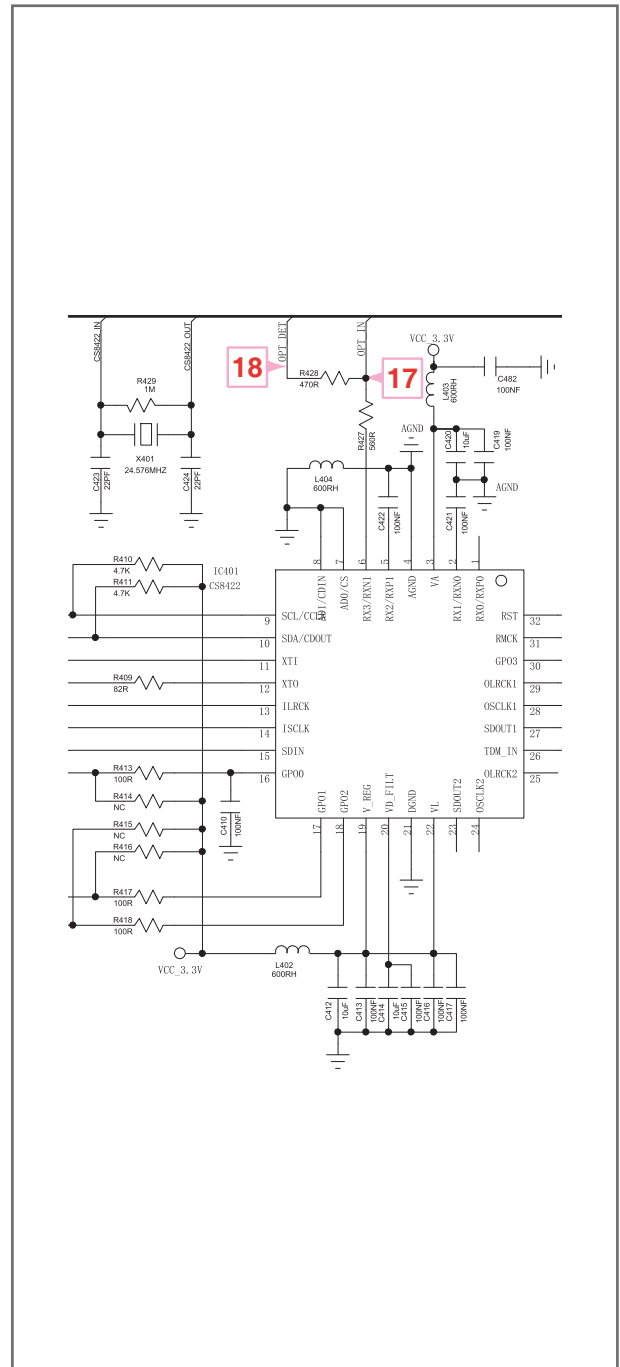 CS8422_IN
CS8422_OUT
OPT_DET
OPT_IN
VCC_3.3V
18
R428
470R
17
L403
600RH
C482
100NF
R429
1M
X401
24.576MHZ
C423
22PF
C424
22PF
R427
560R
AGND
C420
10uF
C419
100NF
L404
600RH
C422
100NF
C421
100NF
AGND
R410
4.7K
R411
4.7K
IC401
CS8422
8
7
6
5
4
3
2
1
AD1/CDIN
AD0/CS
RX3/RXN1
RX2/RXP1
AGND
VA
RX1/RXN0
RX0/RXP0
9
SCL/CCLK
RST
32
10
SDA/CDOUT
RMCK
31
11
XTI
GPO3
30
R409
82R
12
XTO
OLRCK1
29
13
ILRCK
OSCLK1
28
14
ISCLK
SDOUT1
27
15
SDIN
TDM_IN
26
R413
100R
16
GPO0
OLRCK2
25
R414
NC
C410
100NF
R415
NC
R416
NC
GPO1
GPO2
V_REG
VD_FILT
DGND
VL
SDOUT2
OSCLK2
17
18
19
20
21
22
23
24
R417
100R
R418
100R
VCC_3.3V
L402
600RH
C412
10uF
C413
100NF
C414
10uF
C415
100NF
C416
100NF
C417
100NF